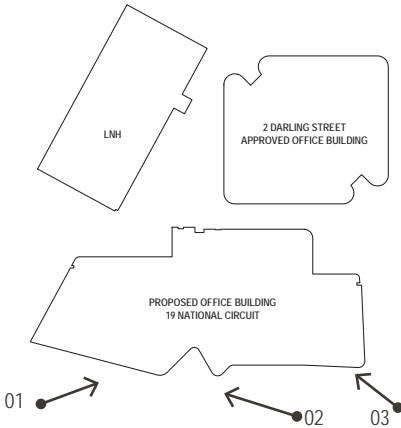 LNH
2 DARLING STREET
APPROVED OFFICE BUILDING
PROPOSED OFFICE BUILDING
19 NATIONAL CIRCUIT
01
02
03